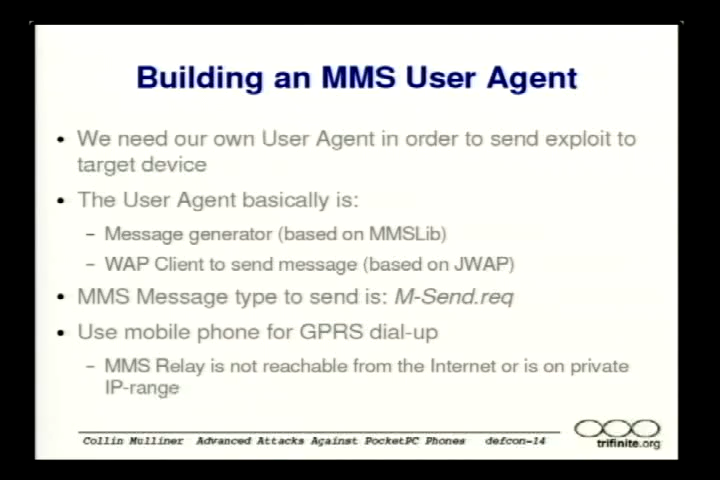 Building an MMS User Agent
• We need our own User Agent in order to send exploit to
target device
• The User Agent basically is:
– Message generator (based on MMSLib)
– WAP Client to send message (based on JWAP)
• MMS Message type to send is: M-Send.req
• Use mobile phone for GPRS dial-up
– MMS Relay is not reachable from the Internet or is on private
IP-range
Collin Mulliner Advanced Attacks Against PocketPC Phones defcon-14
trifinite.org